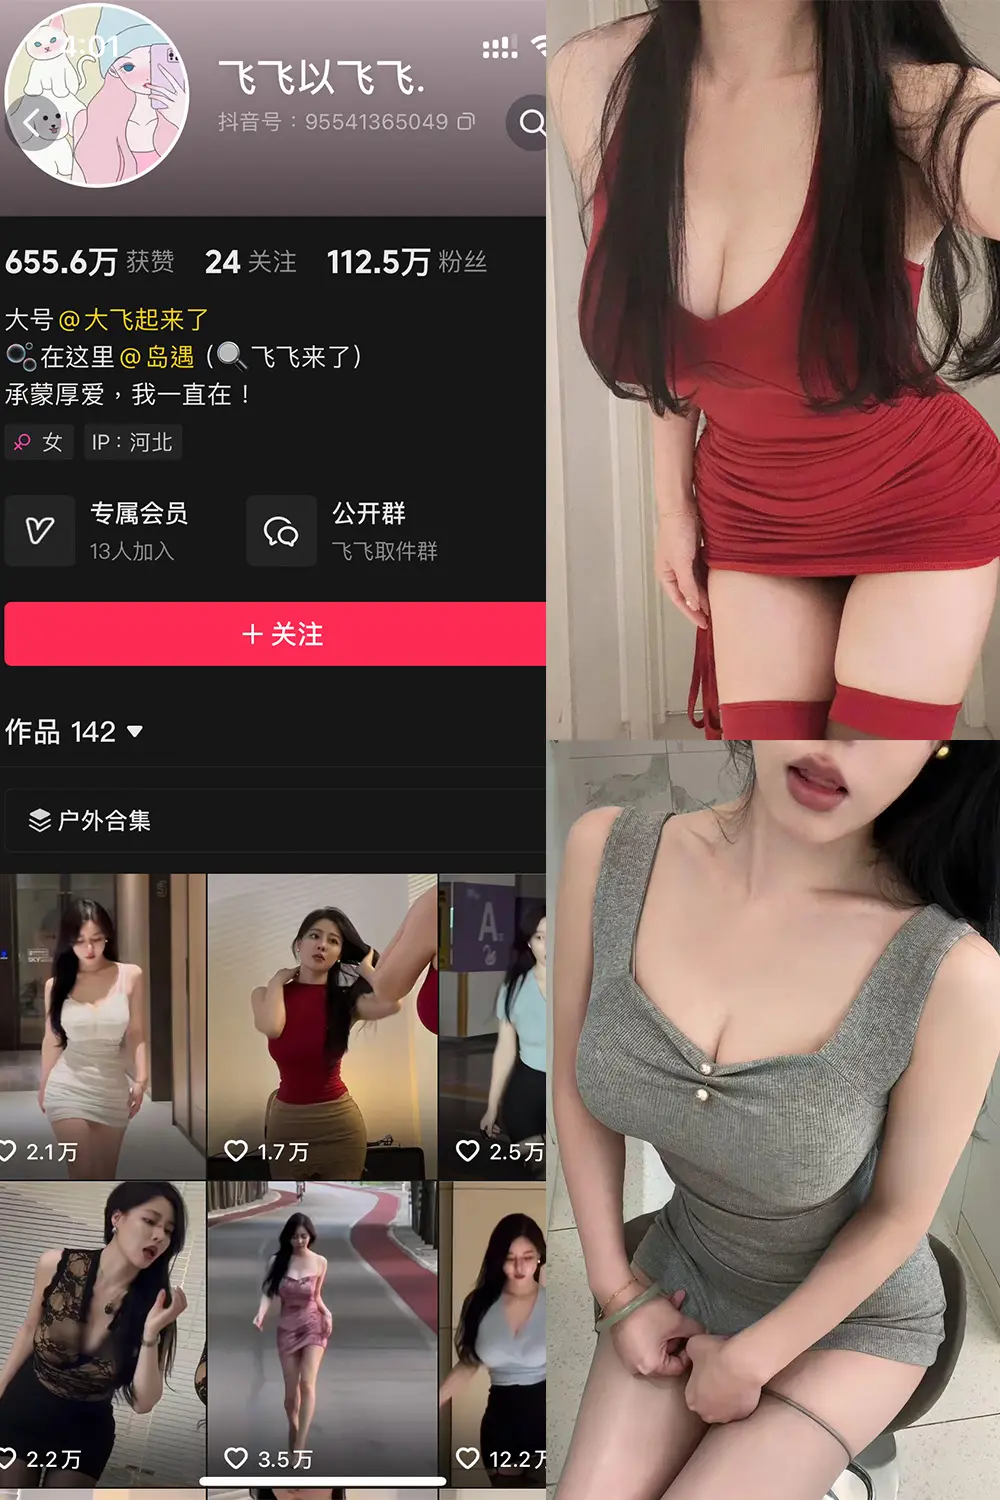 4:01
飞飞以飞飞.
抖音号：95541365049
655.6万 获赞 24 关注 112.5万 粉丝
大号@大飞起来了
在这里@岛遇 (🔍飞飞来了)
承蒙厚爱，我一直在！
女 IP：河北
专属会员 公开群
13人加入 飞飞取件群
＋ 关注
作品 142
户外合集
A
SKY
2.1万 1.7万 2.5万
2.2万 3.5万 12.2万